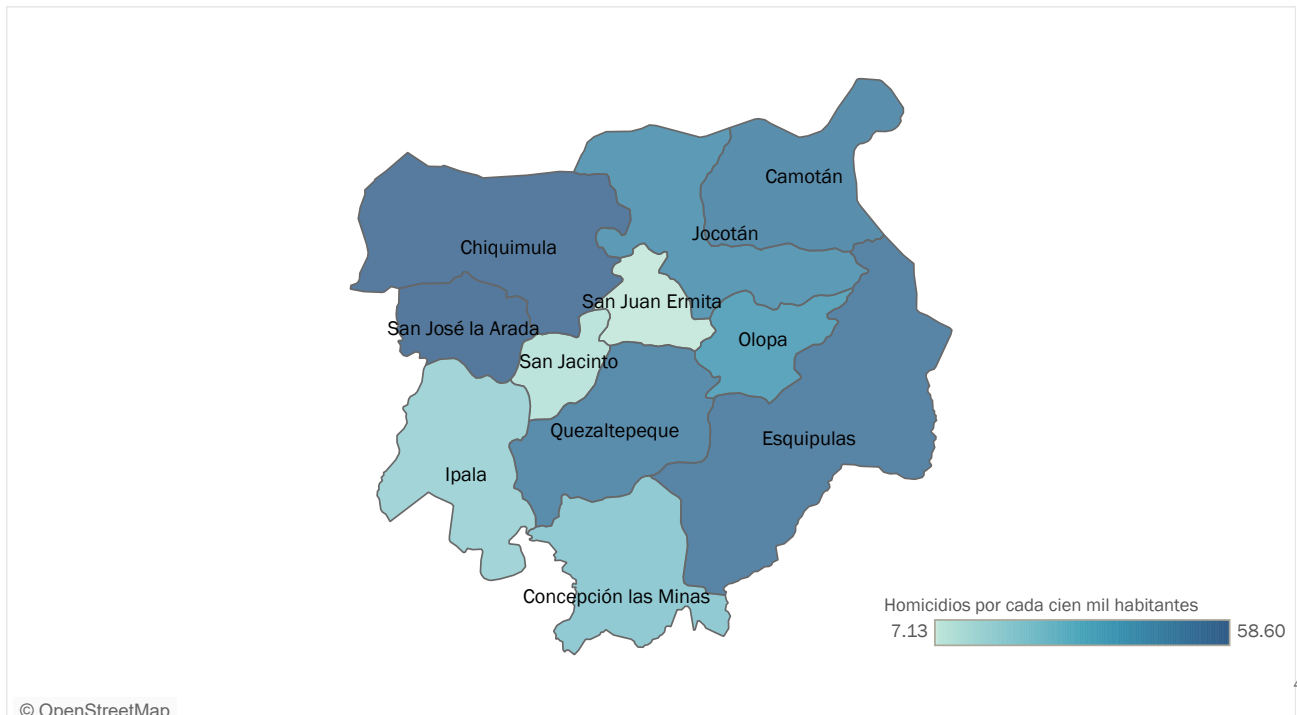 Camotán
Jocotán
Chiquimula
San Juan Ermita
San José la Arada
Olopa
San Jacinto
Quezaltepeque
Esquipulas
Ipala
Concepción las Minas
Homicidios por cada cien mil habitantes
7.13
58.60
© OpenStreetMap